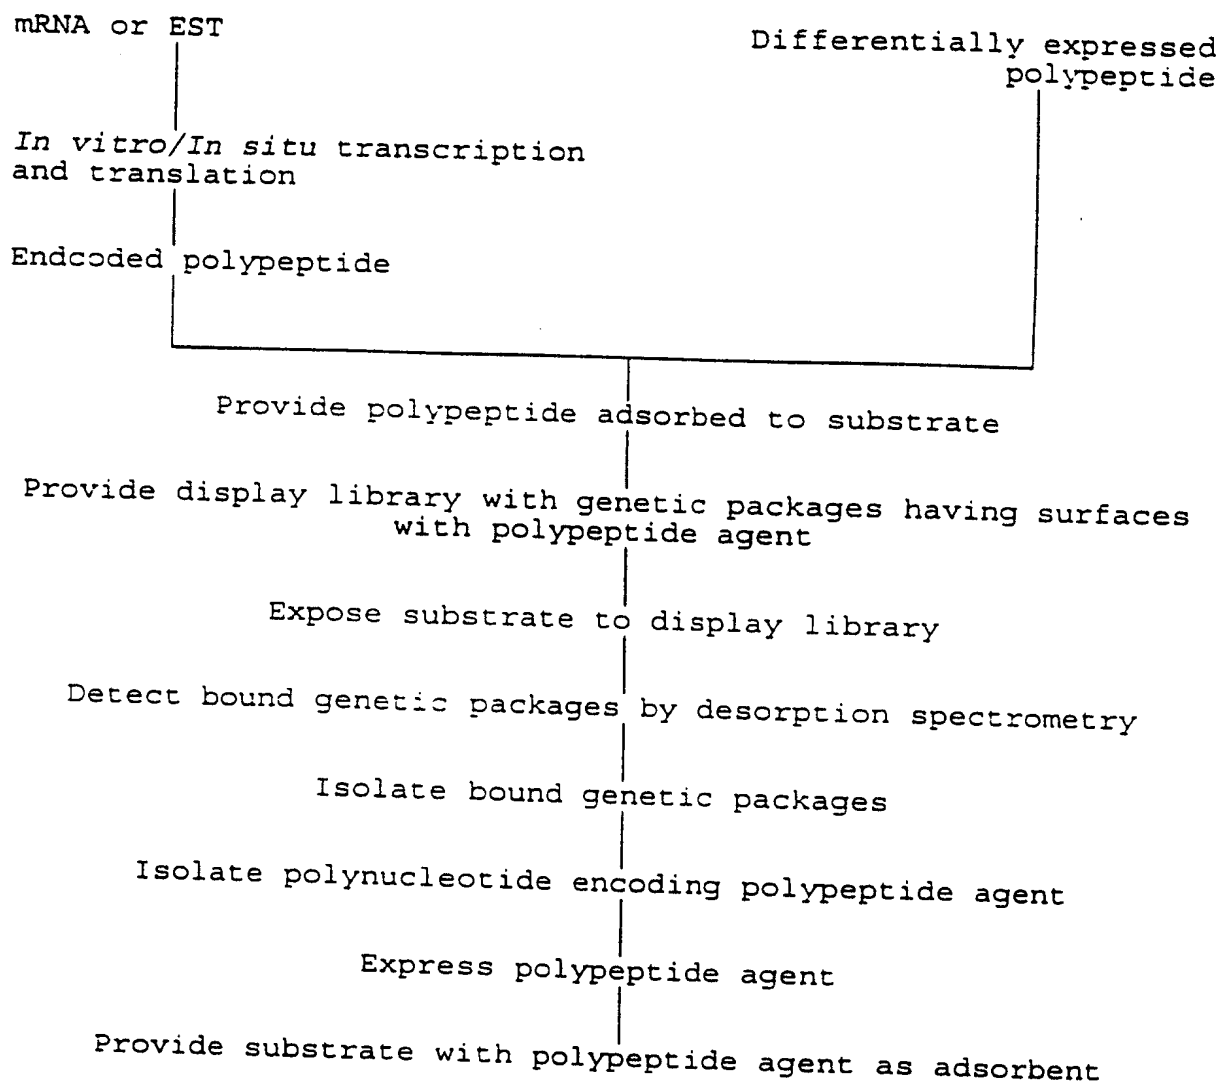 mRNA or EST
Differentially expressed
polypeptide
In vitro/In situ transcription
and translation
Endcoded polypeptide
Provide polypeptide adsorbed to substrate
Provide display library with genetic packages having surfaces
with polypeptide agent
Expose substrate to display library
Detect bound genetic packages by desorption spectrometry
Isolate bound genetic packages
Isolate polynucleotide encoding polypeptide agent
Express polypeptide agent
Provide substrate with polypeptide agent as adsorbent